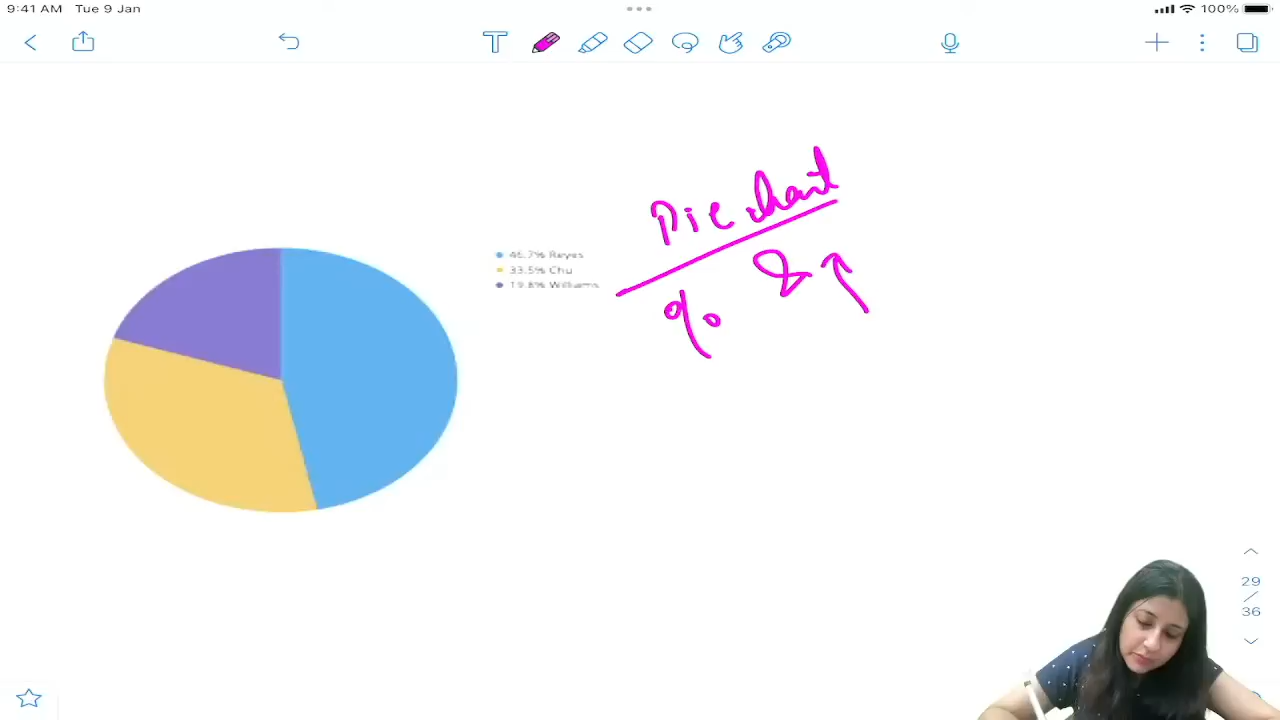 9:41 AM Tue 9 Jan
100%
T
Pie chart
46.7% Reyes
33.5% Chu
19.8% Williams
%
29
/
36